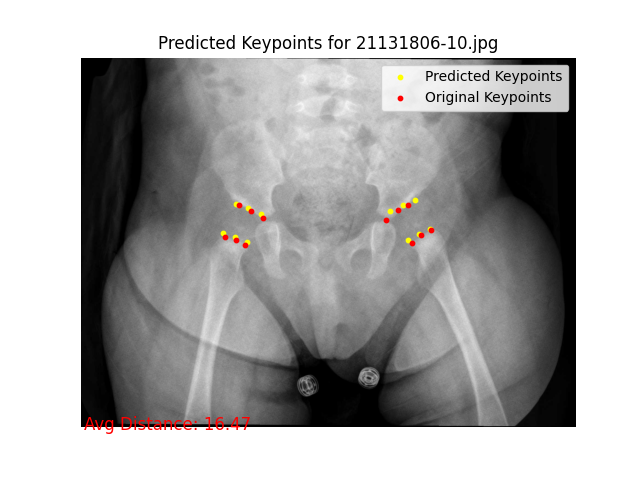 Predicted Keypoints for 21131806-10.jpg
Predicted Keypoints
Original Keypoints
Avg Distance: 16.47